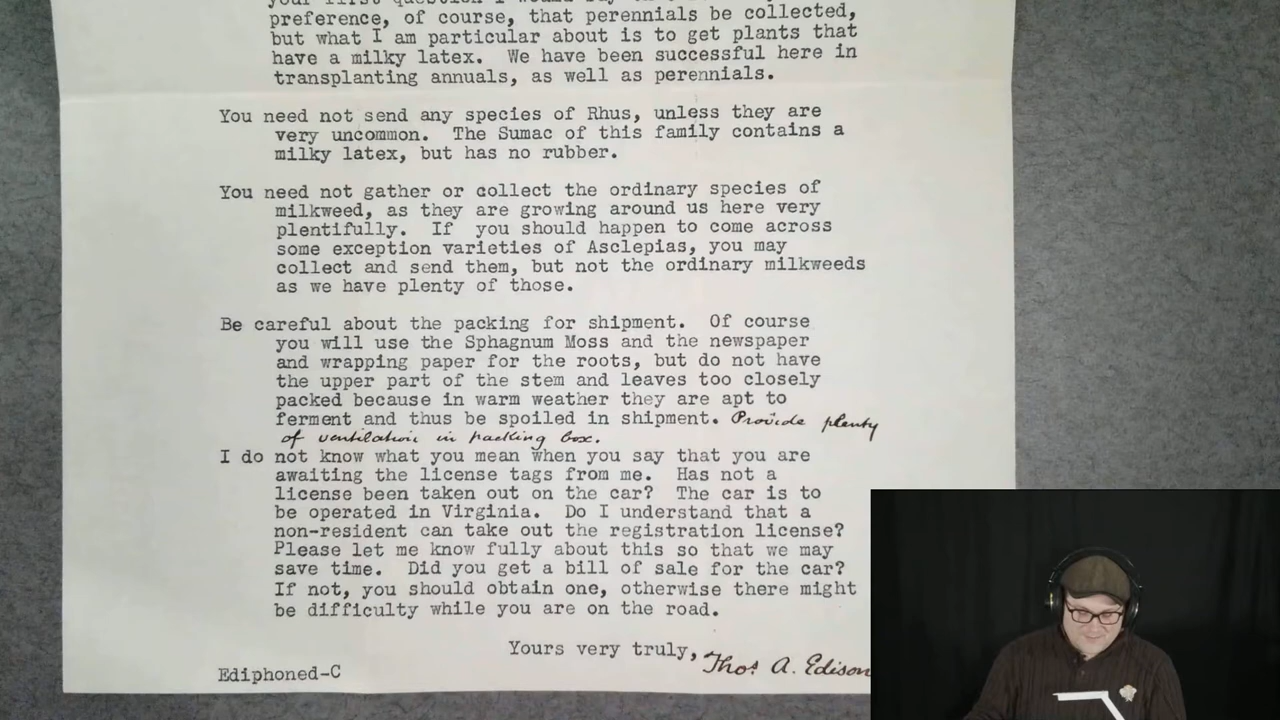 preference, of course, that perennials be collected,
but what I am particular about is to get plants that
have a milky latex. We have been successful here in
transplanting annuals, as well as perennials.
You need not send any species of Rhus, unless they are
very uncommon. The Sumac of this family contains a
milky latex, but has no rubber.
You need not gather or collect the ordinary species of
milkweed, as they are growing around us here very
plentifully. If you should happen to come across
some exception varieties of Asclepias, you may
collect and send them, but not the ordinary milkweeds
as we have plenty of those.
Be careful about the packing for shipment. Of course
you will use the Sphagnum Moss and the newspaper
and wrapping paper for the roots, but do not have
the upper part of the stem and leaves too closely
packed because in warm weather they are apt to
ferment and thus be spoiled in shipment. Provide plenty
of ventilation in packing box.
I do not know what you mean when you say that you are
awaiting the license tags from me. Has not a
license been taken out on the car? The car is to
be operated in Virginia. Do I understand that a
non-resident can take out the registration license?
Please let me know fully about this so that we may
save time. Did you get a bill of sale for the car?
If not, you should obtain one, otherwise there might
be difficulty while you are on the road.
Yours very truly,
Thos. A. Edison
Ediphoned-C